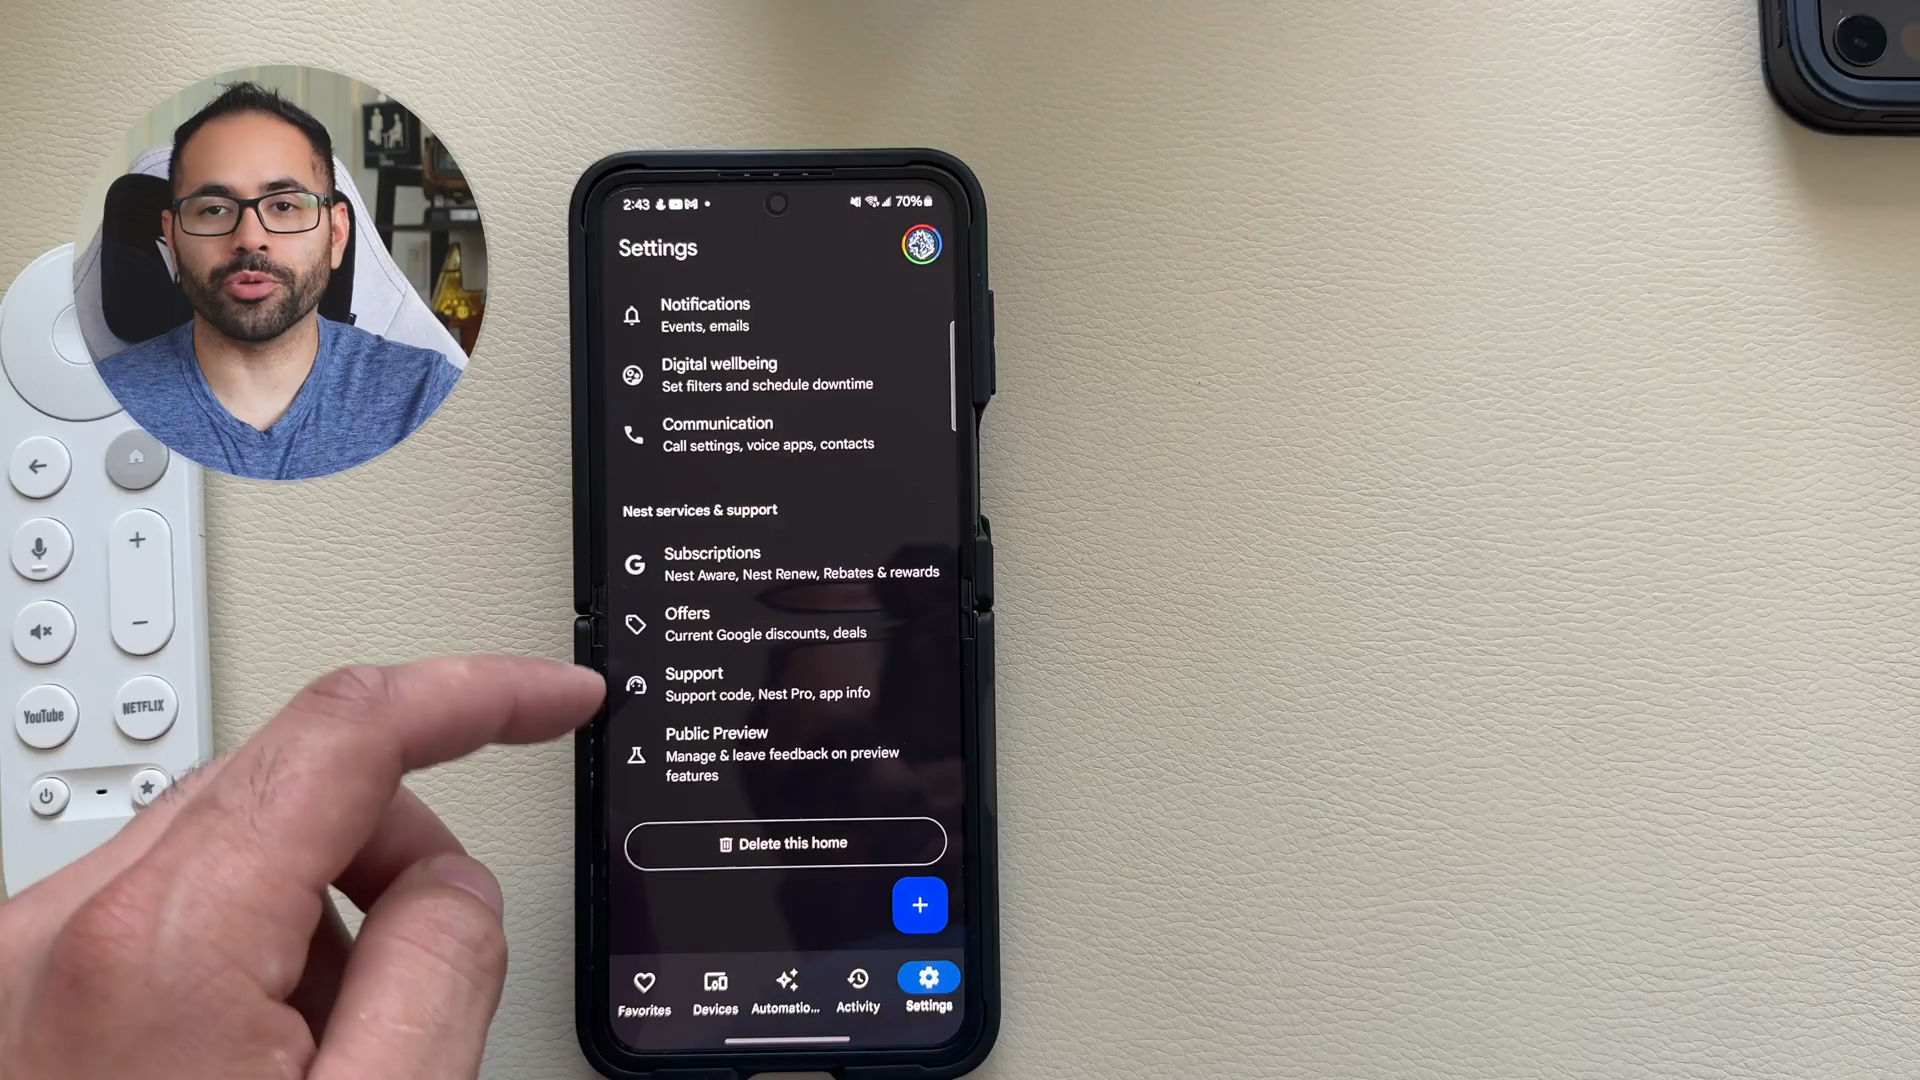 2:43
70%
Settings
Notifications
Events, emails
Digital wellbeing
Set filters and schedule downtime
Communication
Call settings, voice apps, contacts
Nest services & support
Subscriptions
Nest Aware, Nest Renew, Rebates & rewards
Offers
Current Google discounts, deals
Support
Support code, Nest Pro, app info
Public Preview
Manage & leave feedback on preview
features
Delete this home
Favorites
Devices
Automatio...
Activity
Settings
YouTube
NETFLIX